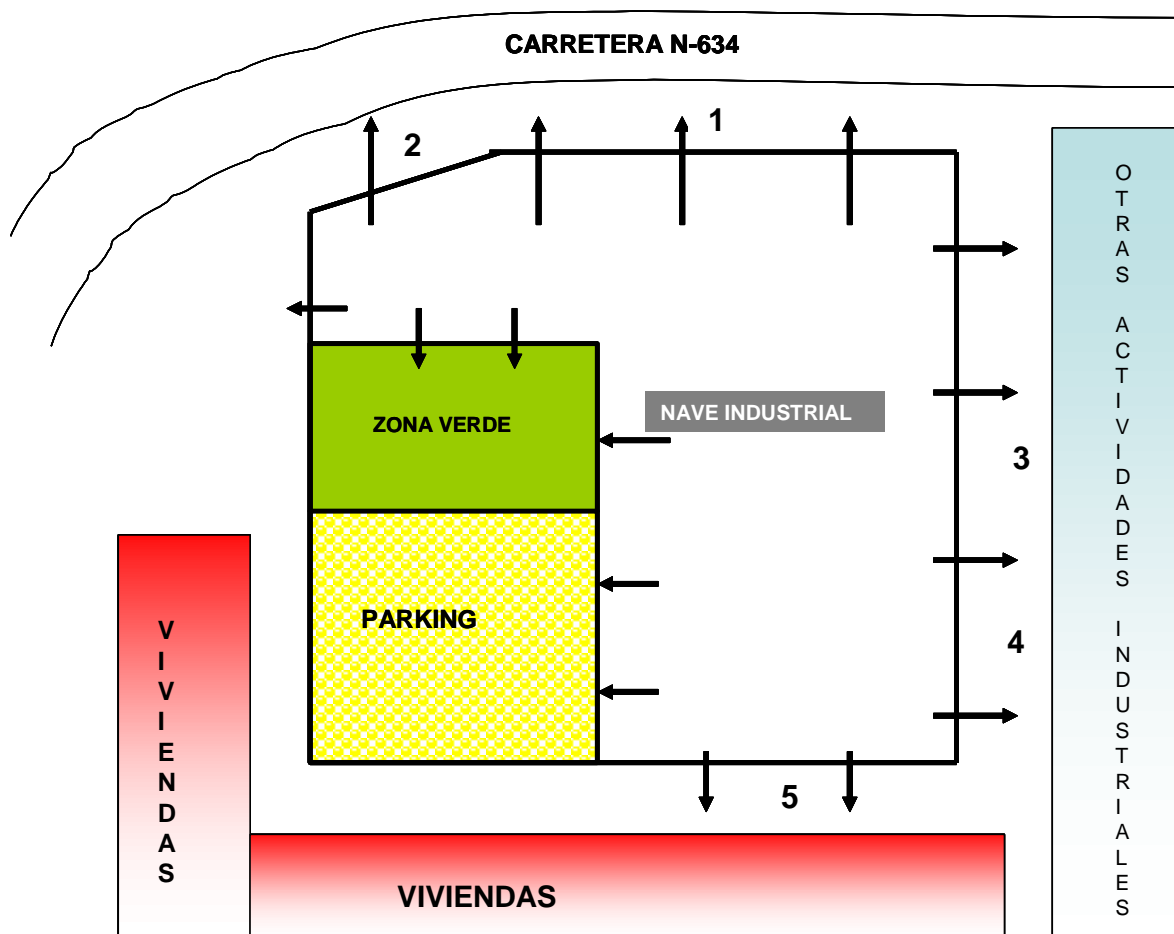 CARRETERA N-634
1
2
OTRAS ACTIVIDADES INDUSTRIALES
NAVE INDUSTRIAL
ZONA VERDE
3
PARKING
VIVIENDAS
4
5
VIVIENDAS